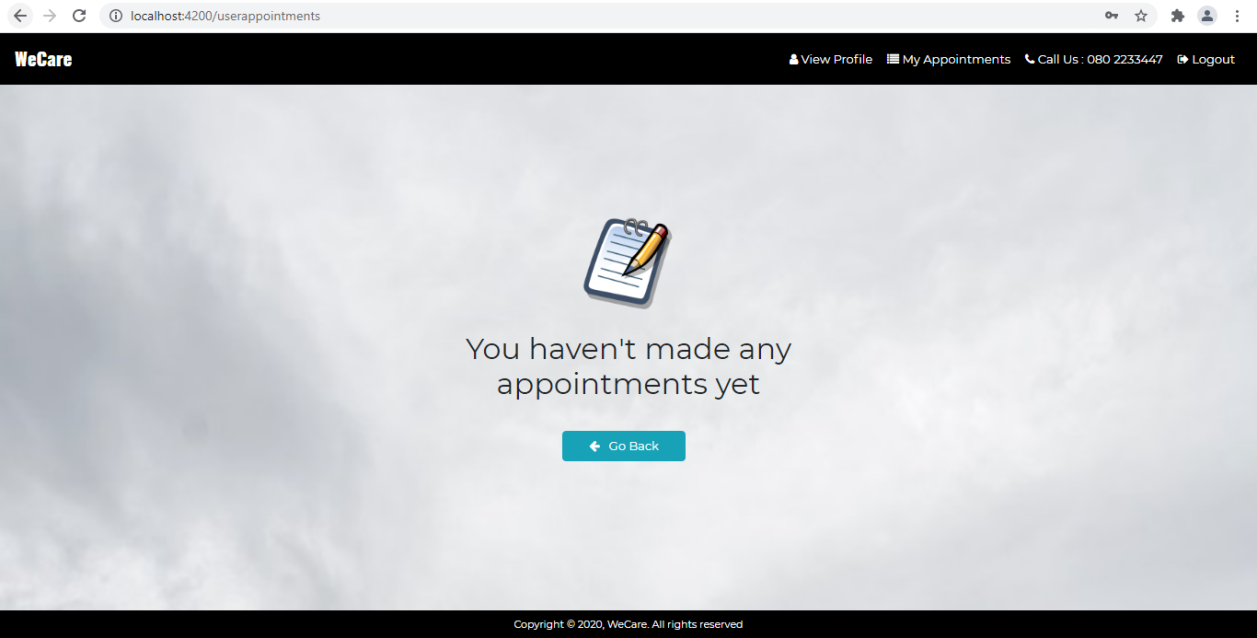 localhost:4200/userappointments
WeCare
View Profile My Appointments Call Us : 080 2233447 Logout
You haven't made any
appointments yet
Go Back
Copyright © 2020, WeCare. All rights reserved